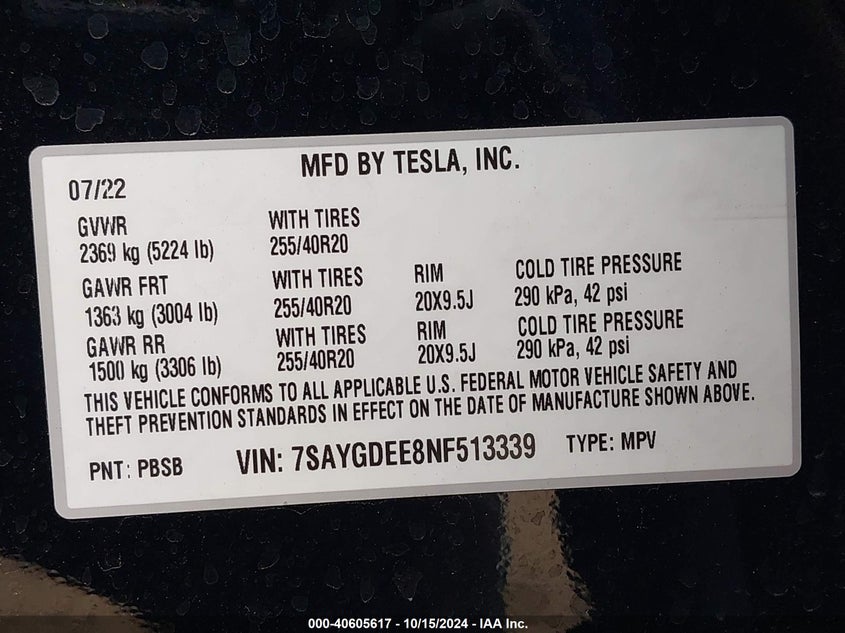 MFD BY TESLA, INC.
07/22
GVWR WITH TIRES
2369 kg (5224 lb) 255/40R20
GAWR FRT WITH TIRES RIM COLD TIRE PRESSURE
1363 kg (3004 lb) 255/40R20 20X9.5J 290 kPa, 42 psi
GAWR RR WITH TIRES RIM COLD TIRE PRESSURE
1500 kg (3306 lb) 255/40R20 20X9.5J 290 kPa, 42 psi
THIS VEHICLE CONFORMS TO ALL APPLICABLE U.S. FEDERAL MOTOR VEHICLE SAFETY AND
THEFT PREVENTION STANDARDS IN EFFECT ON THE DATE OF MANUFACTURE SHOWN ABOVE.
PNT: PBSB VIN: 7SAYGDEE8NF513339 TYPE: MPV
000-40605617 - 10/15/2024 - IAA Inc.